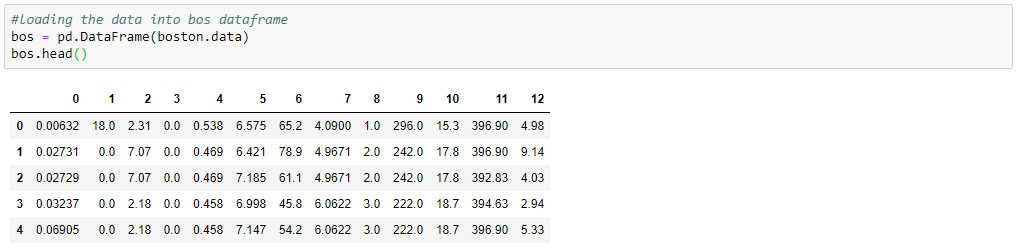 #Loading the data into bos dataframe
bos = pd.DataFrame(boston.data)
bos.head()
0 1 2 3 4 5 6 7 8 9 10 11 12
0 0.00632 18.0 2.31 0.0 0.538 6.575 65.2 4.0900 1.0 296.0 15.3 396.90 4.98
1 0.02731 0.0 7.07 0.0 0.469 6.421 78.9 4.9671 2.0 242.0 17.8 396.90 9.14
2 0.02729 0.0 7.07 0.0 0.469 7.185 61.1 4.9671 2.0 242.0 17.8 392.83 4.03
3 0.03237 0.0 2.18 0.0 0.458 6.998 45.8 6.0622 3.0 222.0 18.7 394.63 2.94
4 0.06905 0.0 2.18 0.0 0.458 7.147 54.2 6.0622 3.0 222.0 18.7 396.90 5.33